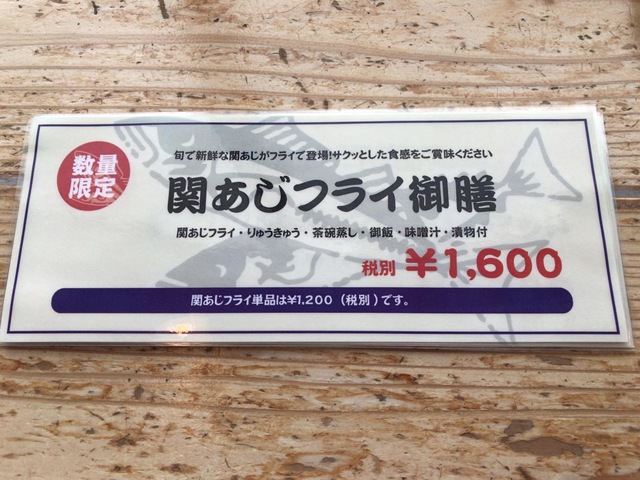 数量
限定
旬で新鮮な関あじがフライで登場!サクッとした食感をご賞味ください
関あじフライ御膳
関あじフライ・りゅうきゅう・茶碗蒸し・御飯・味噌汁・漬物付
税別 ¥1,600
関あじフライ単品は¥1,200（税別）です。